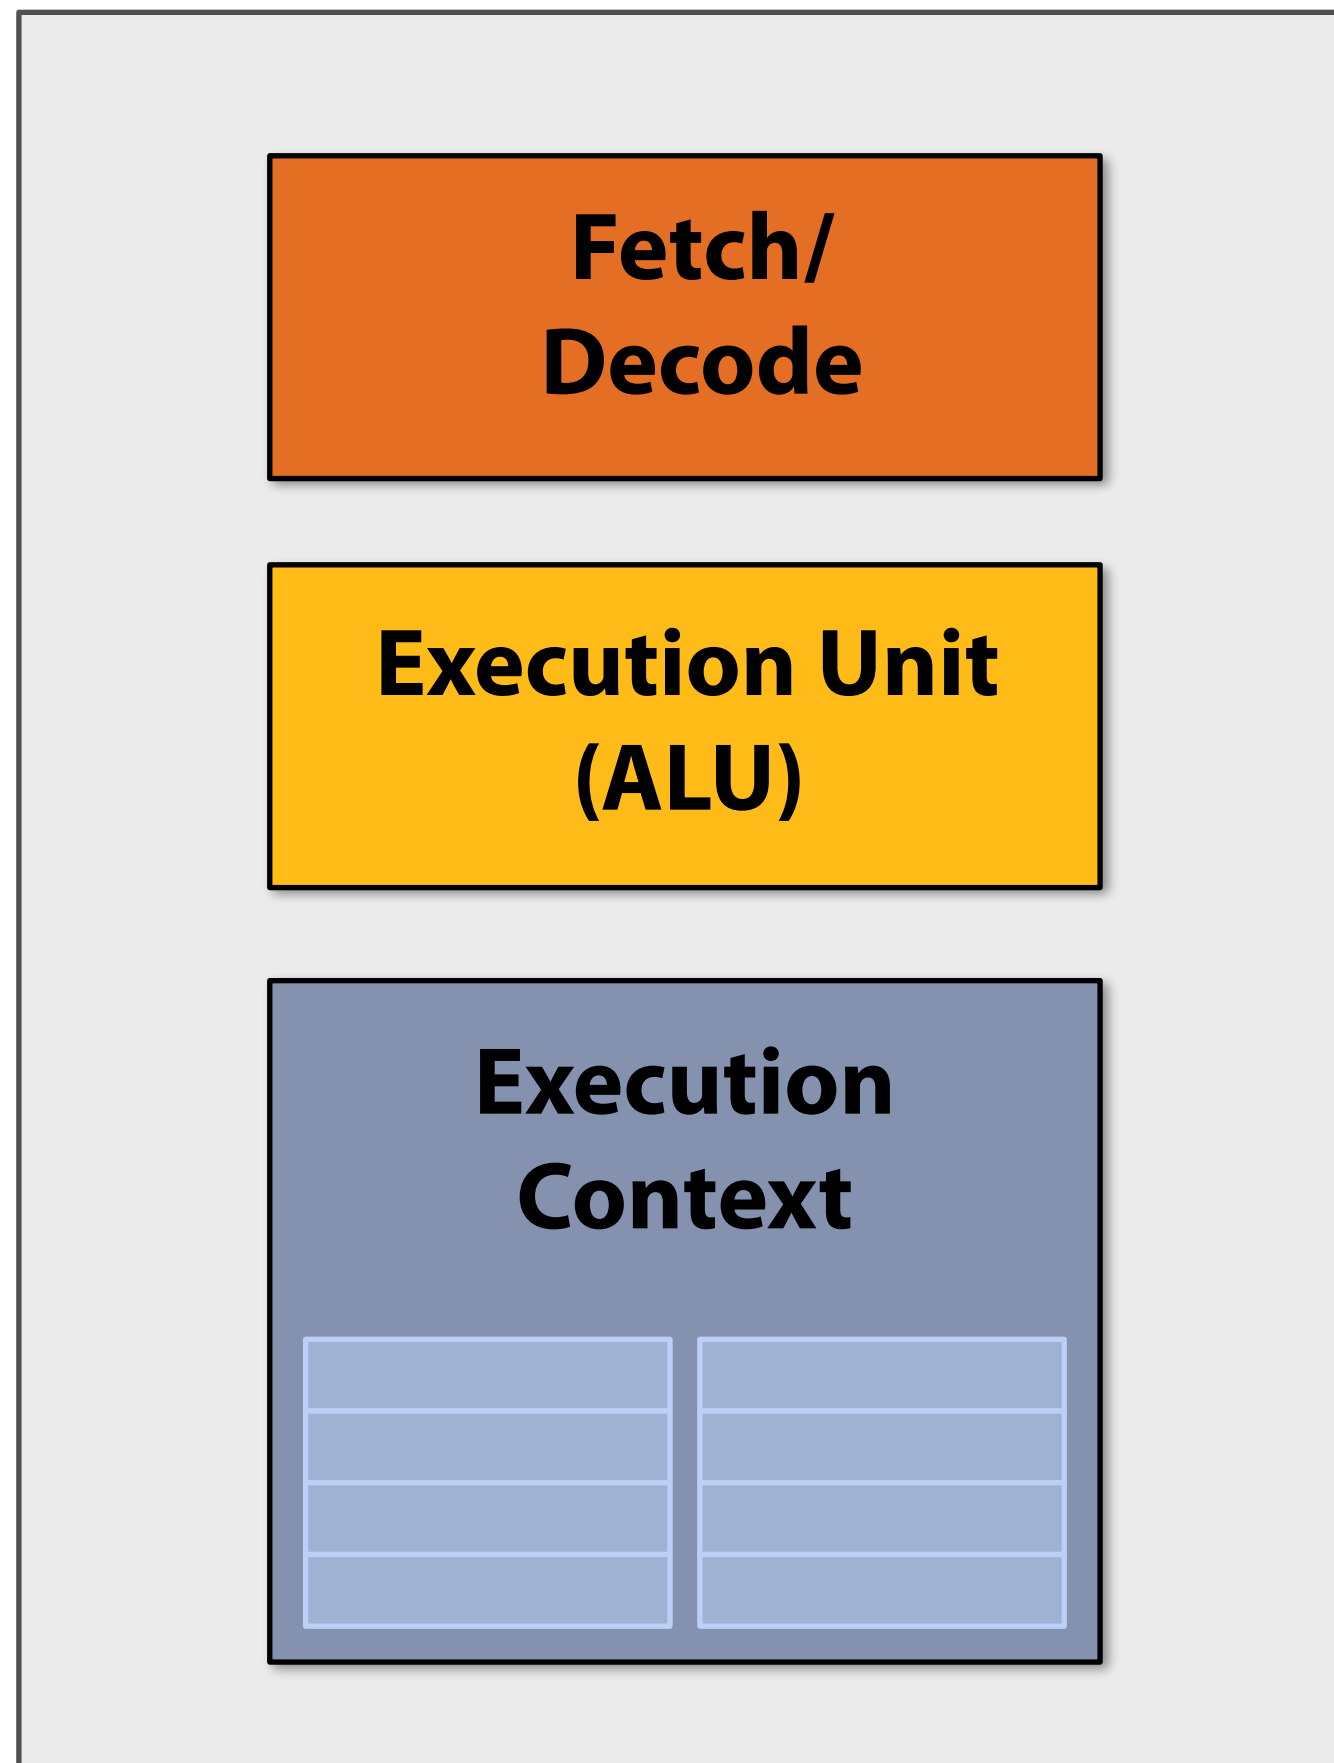 Fetch/
Decode
Execution Unit
(ALU)
Execution
Context